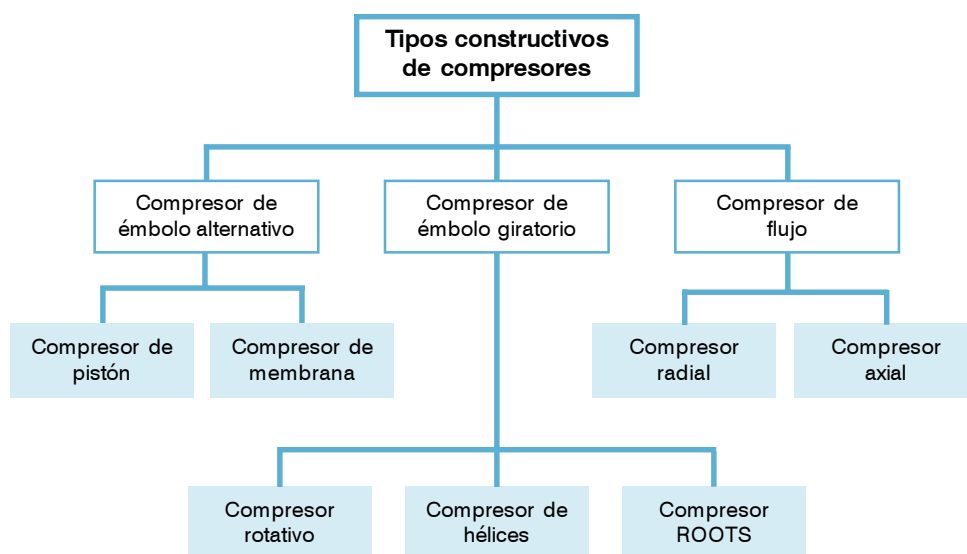 Tipos constructivos
de compresores
Compresor de
émbolo alternativo
Compresor de
émbolo giratorio
Compresor de
flujo
Compresor de
pistón
Compresor de
membrana
Compresor
radial
Compresor
axial
Compresor
rotativo
Compresor de
hélices
Compresor
ROOTS